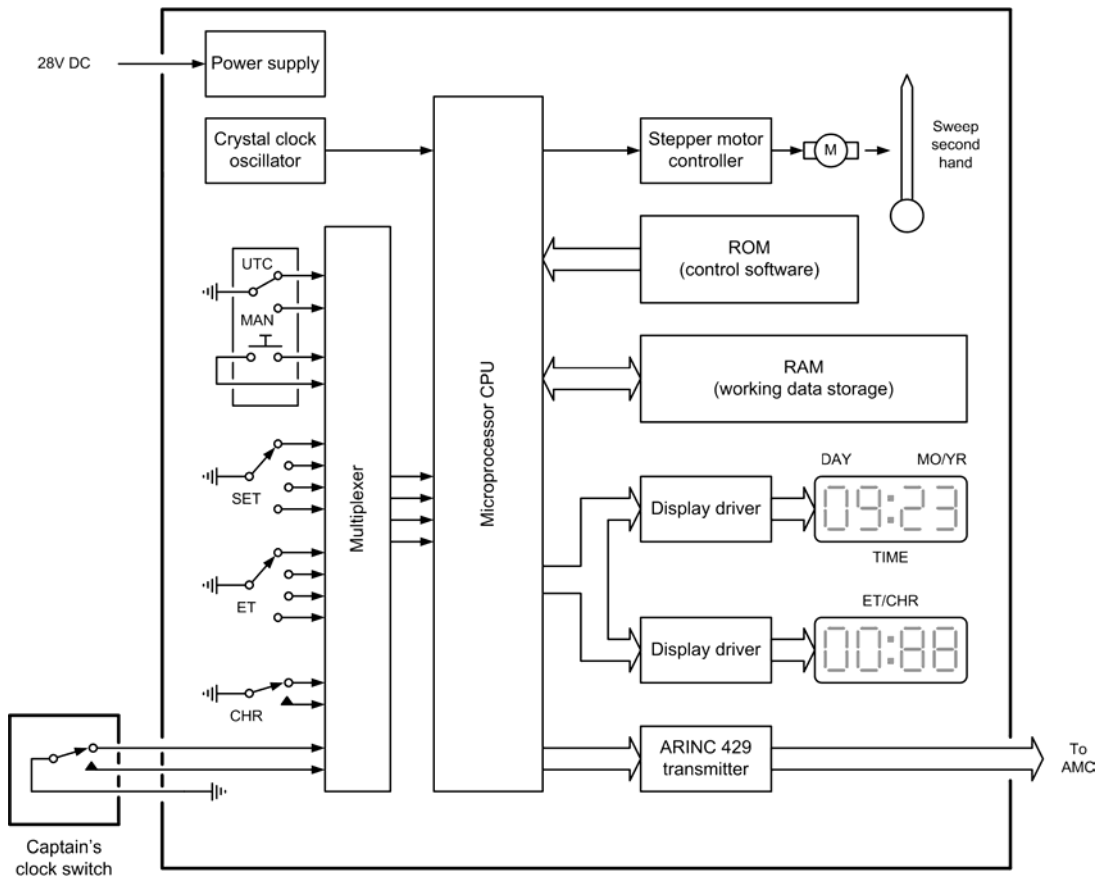 28V DC
Power supply
Crystal clock
oscillator
Stepper motor
controller
M
Sweep
second
hand
UTC
MAN
ROM
(control software)
RAM
(working data storage)
SET
ET
CHR
Multiplexer
Microprocessor CPU
DAY
MO/YR
Display driver
09:23
TIME
ET/CHR
Display driver
00:88
ARINC 429
transmitter
To
AMC
Captain's
clock switch